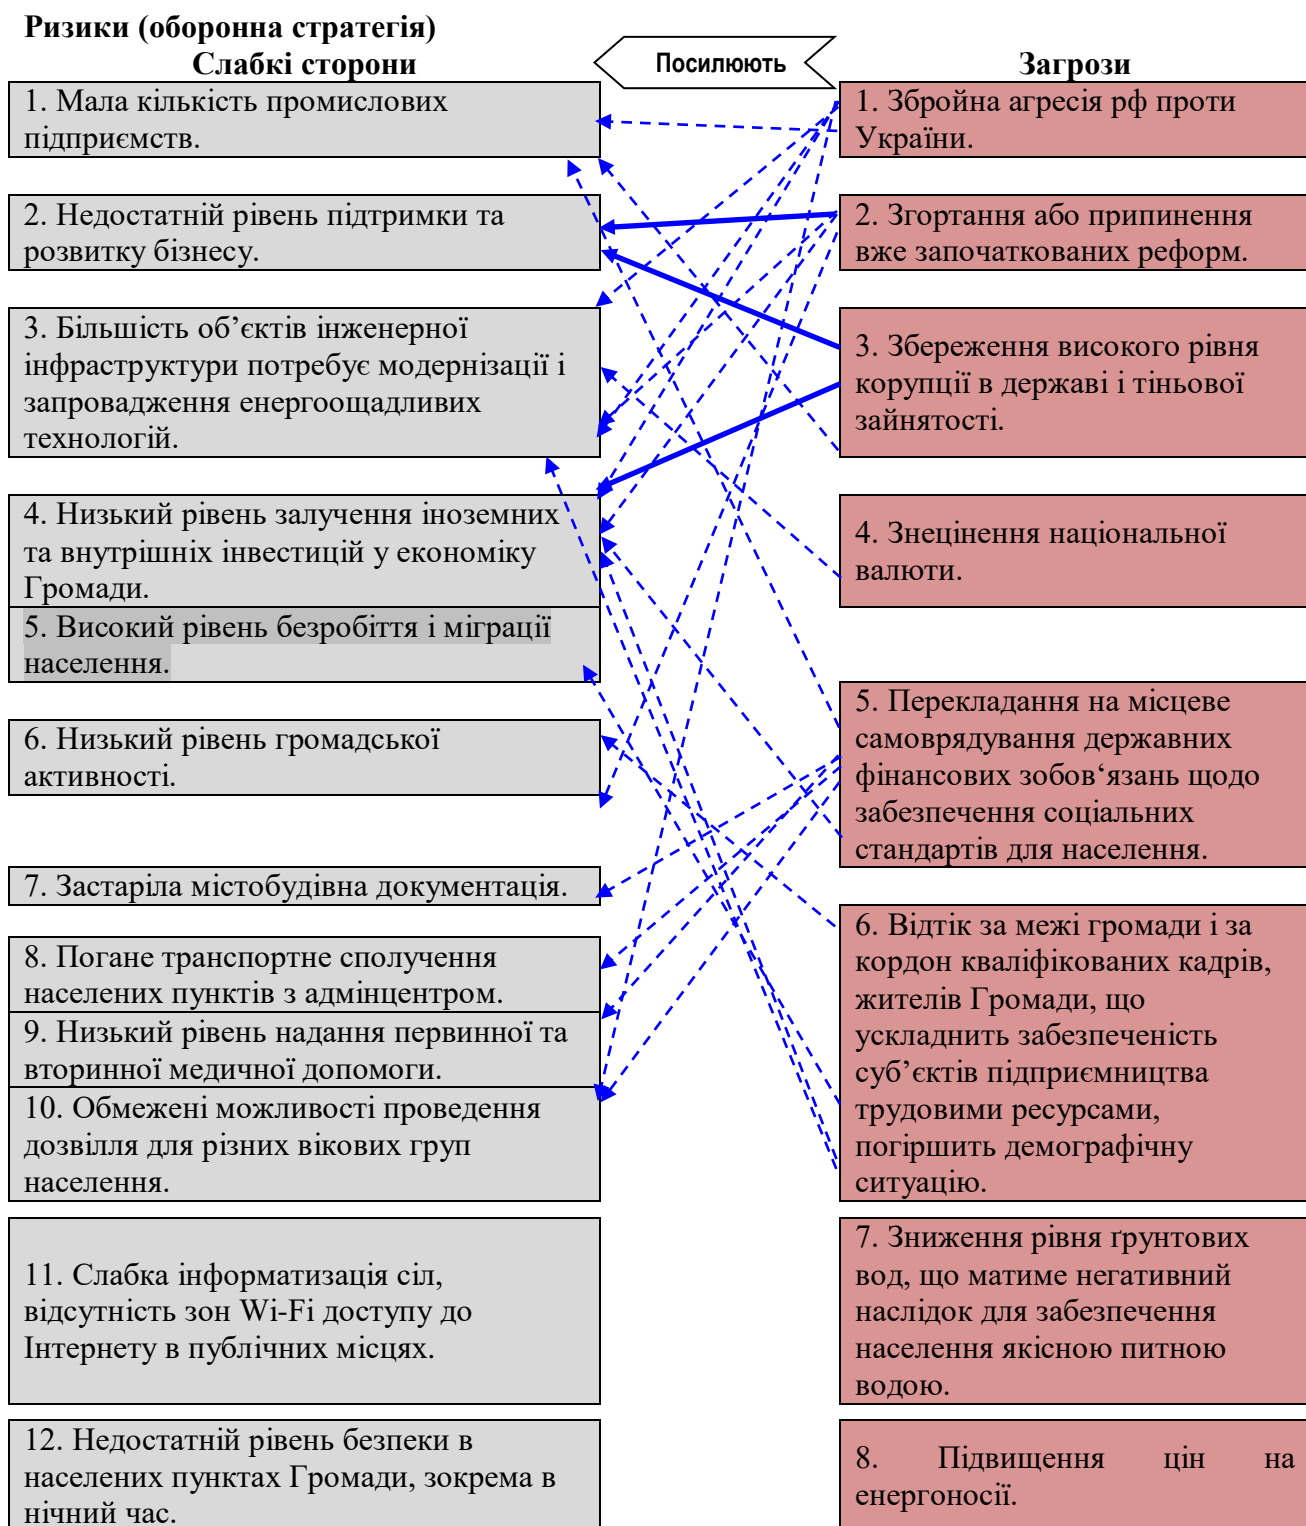 Ризики (оборонна стратегія)
Слабкі сторони
Посилюють
Загрози
1. Мала кількість промислових
підприємств.
2. Недостатній рівень підтримки та
розвитку бізнесу.
3. Більшість об’єктів інженерної
інфраструктури потребує модернізації і
запровадження енергоощадливих
технологій.
4. Низький рівень залучення іноземних
та внутрішніх інвестицій у економіку
Громади.
5. Високий рівень безробіття і міграції
населення.
6. Низький рівень громадської
активності.
7. Застаріла містобудівна документація.
8. Погане транспортне сполучення
населених пунктів з адмінцентром.
9. Низький рівень надання первинної та
вторинної медичної допомоги.
10. Обмежені можливості проведення
дозвілля для різних вікових груп
населення.
11. Слабка інформатизація сіл,
відсутність зон Wi-Fi доступу до
Інтернету в публічних місцях.
12. Недостатній рівень безпеки в
населених пунктах Громади, зокрема в
нічний час.
1. Збройна агресія рф проти
України.
2. Згортання або припинення
вже започаткованих реформ.
3. Збереження високого рівня
корупції в державі і тіньової
зайнятості.
4. Знецінення національної
валюти.
5. Перекладання на місцеве
самоврядування державних
фінансових зобов‘язань щодо
забезпечення соціальних
стандартів для населення.
6. Відтік за межі громади і за
кордон кваліфікованих кадрів,
жителів Громади, що
ускладнить забезпеченість
суб’єктів підприємництва
трудовими ресурсами,
погіршить демографічну
ситуацію.
7. Зниження рівня ґрунтових
вод, що матиме негативний
наслідок для забезпечення
населення якісною питною
водою.
8. Підвищення цін на
енергоносії.